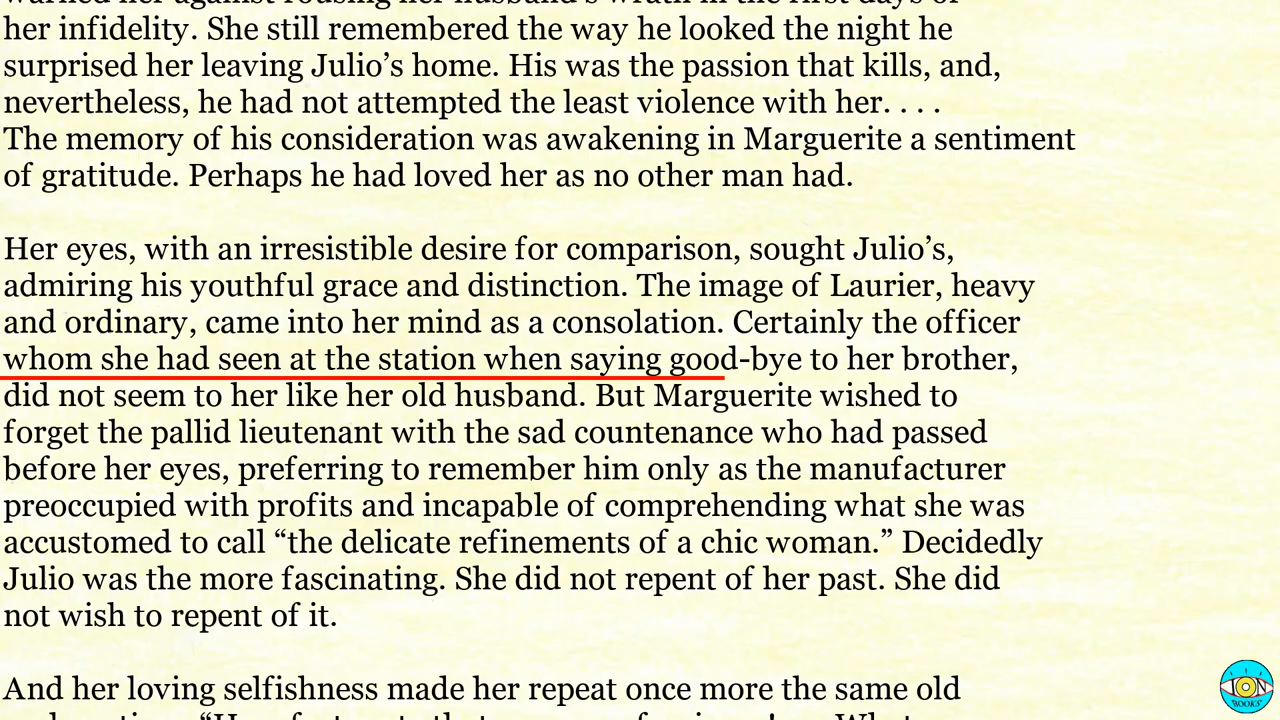 her infidelity. She still remembered the way he looked the night he
surprised her leaving Julio’s home. His was the passion that kills, and,
nevertheless, he had not attempted the least violence with her. . . .
The memory of his consideration was awakening in Marguerite a sentiment
of gratitude. Perhaps he had loved her as no other man had.
Her eyes, with an irresistible desire for comparison, sought Julio’s,
admiring his youthful grace and distinction. The image of Laurier, heavy
and ordinary, came into her mind as a consolation. Certainly the officer
whom she had seen at the station when saying good-bye to her brother,
did not seem to her like her old husband. But Marguerite wished to
forget the pallid lieutenant with the sad countenance who had passed
before her eyes, preferring to remember him only as the manufacturer
preoccupied with profits and incapable of comprehending what she was
accustomed to call “the delicate refinements of a chic woman.” Decidedly
Julio was the more fascinating. She did not repent of her past. She did
not wish to repent of it.
And her loving selfishness made her repeat once more the same old
ION
BOOKS